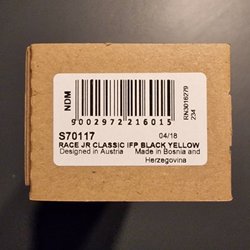 NDM
9002972216015
RN3016279
234
S70117 04/18
RACE JR CLASSIC IFP BLACK YELLOW
Designed in Austria Made in Bosnia and
Herzegovina